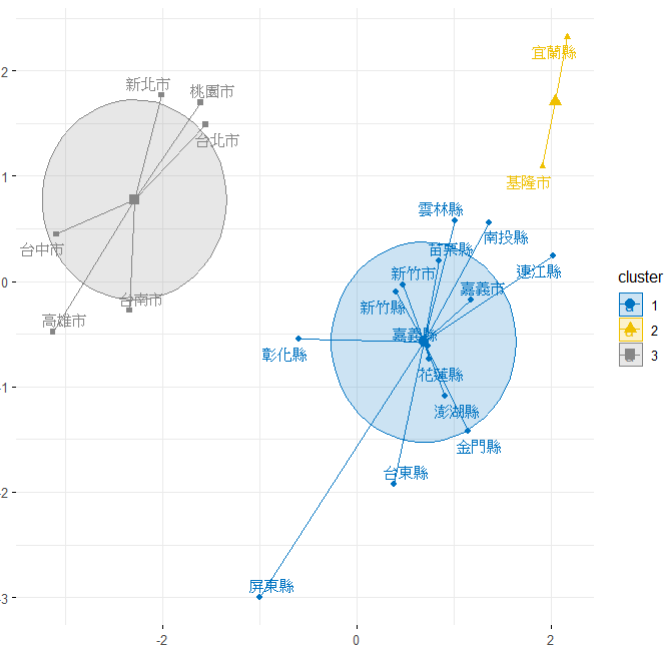 宜蘭縣
2
新北市
桃園市
台北市
1
基隆市
雲林縣
南投縣
苗栗縣
台中市
新竹市
連江縣
0
嘉義市
台南市
新竹縣
高雄市
嘉義縣
彰化縣
花蓮縣
-1
澎湖縣
金門縣
台東縣
-2
屏東縣
-3
-2
0
2
cluster
1
2
3